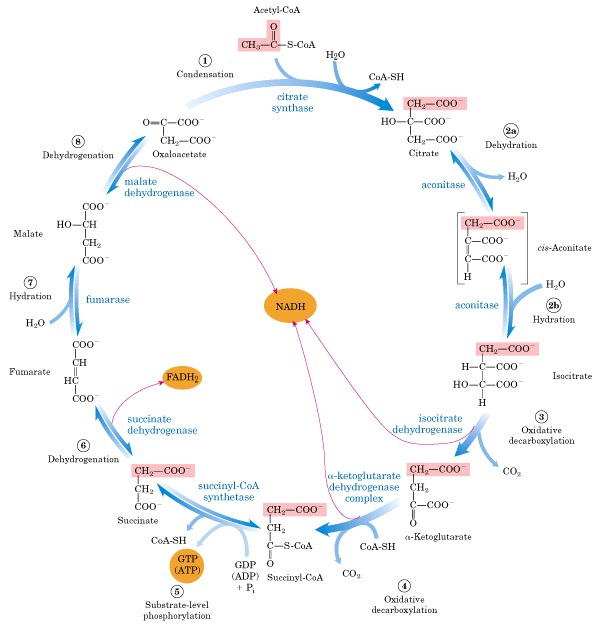 Acetyl-CoA
O
CH₃—C—S-CoA
H₂O
CoA-SH
①
Condensation
citrate
synthase
CH₂—COO⁻
HO—C—COO⁻
CH₂—COO⁻
Citrate
2a
Dehydration
aconitase
H₂O
CH₂—COO⁻
C—COO⁻
C—COO⁻
H
cis-Aconitate
aconitase
H₂O
2b
Hydration
CH₂—COO⁻
H—C—COO⁻
HO—C—COO⁻
H
Isocitrate
isocitrate
dehydrogenase
③
Oxidative
decarboxylation
CO₂
CH₂—COO⁻
CH₂
C—COO⁻
O
α-Ketoglutarate
α-ketoglutarate
dehydrogenase
complex
CoA-SH
CO₂
④
Oxidative
decarboxylation
CH₂—COO⁻
CH₂
C—S-CoA
O
Succinyl-CoA
succinyl-CoA
synthetase
GDP
(ADP)
+ Pᵢ
CoA-SH
GTP
(ATP)
⑤
Substrate-level
phosphorylation
CH₂—COO⁻
CH₂
COO⁻
Succinate
succinate
dehydrogenase
FADH₂
⑥
Dehydrogenation
COO⁻
CH
HC
COO⁻
Fumarate
fumarase
⑦
Hydration
H₂O
COO⁻
HO—CH
CH₂
COO⁻
Malate
malate
dehydrogenase
⑧
Dehydrogenation
O=C—COO⁻
CH₂—COO⁻
Oxaloacetate
NADH